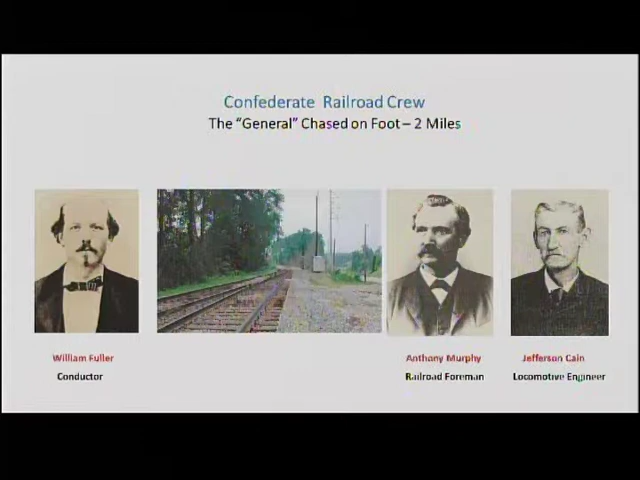 Confederate Railroad Crew
The “General” Chased on Foot – 2 Miles
William Fuller
Conductor
Anthony Murphy
Railroad Foreman
Jefferson Cain
Locomotive Engineer